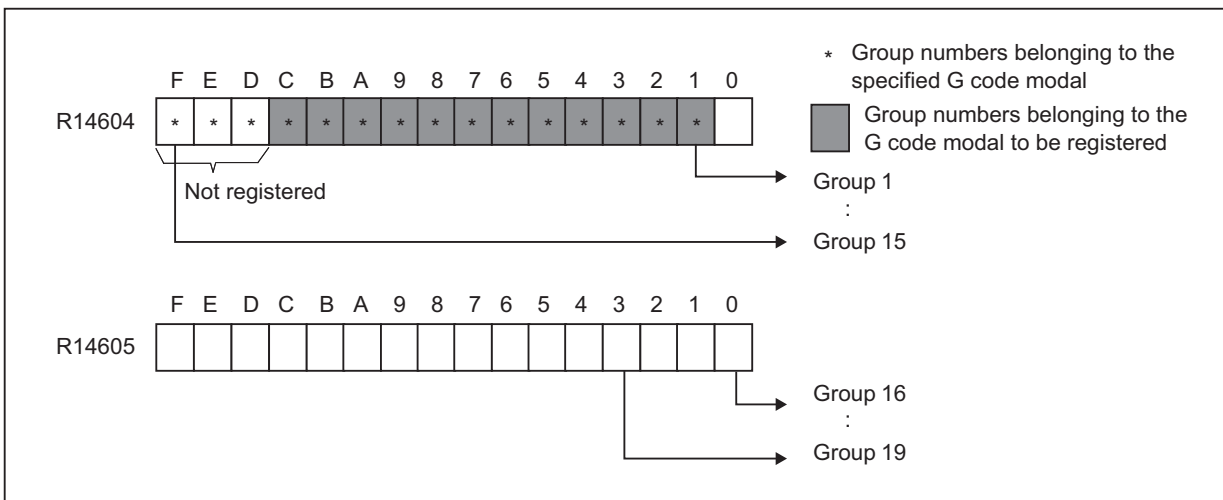 F E D C B A 9 8 7 6 5 4 3 2 1 0
R14604 * * * * * * * * * * * * * * *
* Group numbers belonging to the
specified G code modal
Group numbers belonging to the
G code modal to be registered
Not registered
Group 1
:
Group 15
F E D C B A 9 8 7 6 5 4 3 2 1 0
R14605
Group 16
:
Group 19